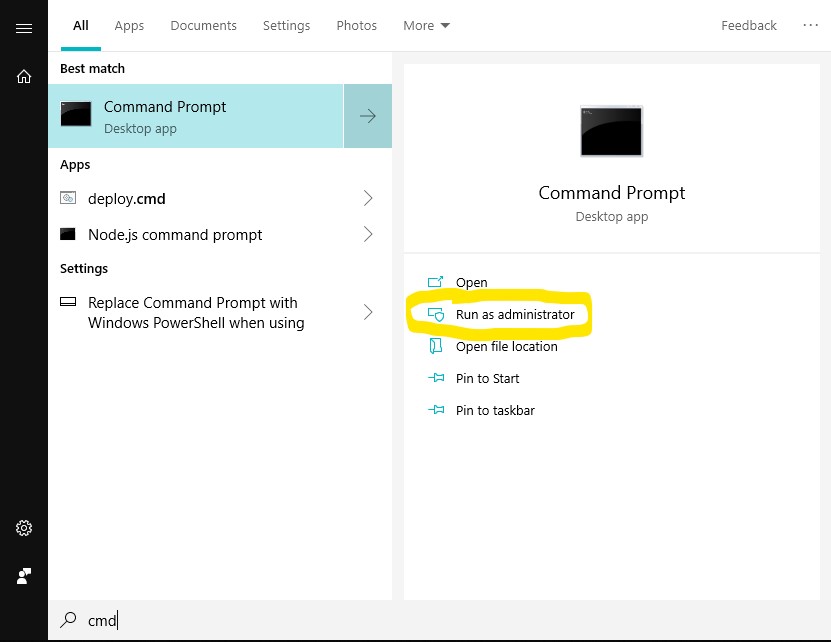 All Apps Documents Settings Photos More Feedback ...
Best match
Command Prompt
Desktop app
Apps
deploy.cmd
Node.js command prompt
Settings
Replace Command Prompt with
Windows PowerShell when using
Command Prompt
Desktop app
Open
Run as administrator
Open file location
Pin to Start
Pin to taskbar
cmd